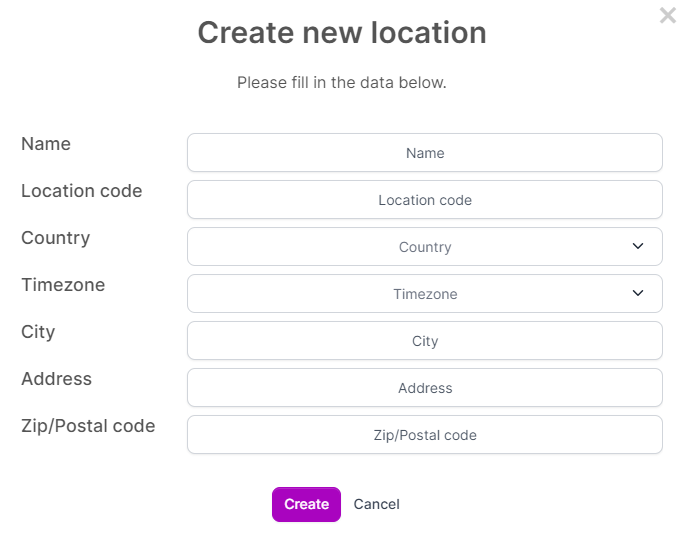 Create new location
Please fill in the data below.
Name
Name
Location code
Location code
Country
Country
Timezone
Timezone
City
City
Address
Address
Zip/Postal code
Zip/Postal code
Create Cancel